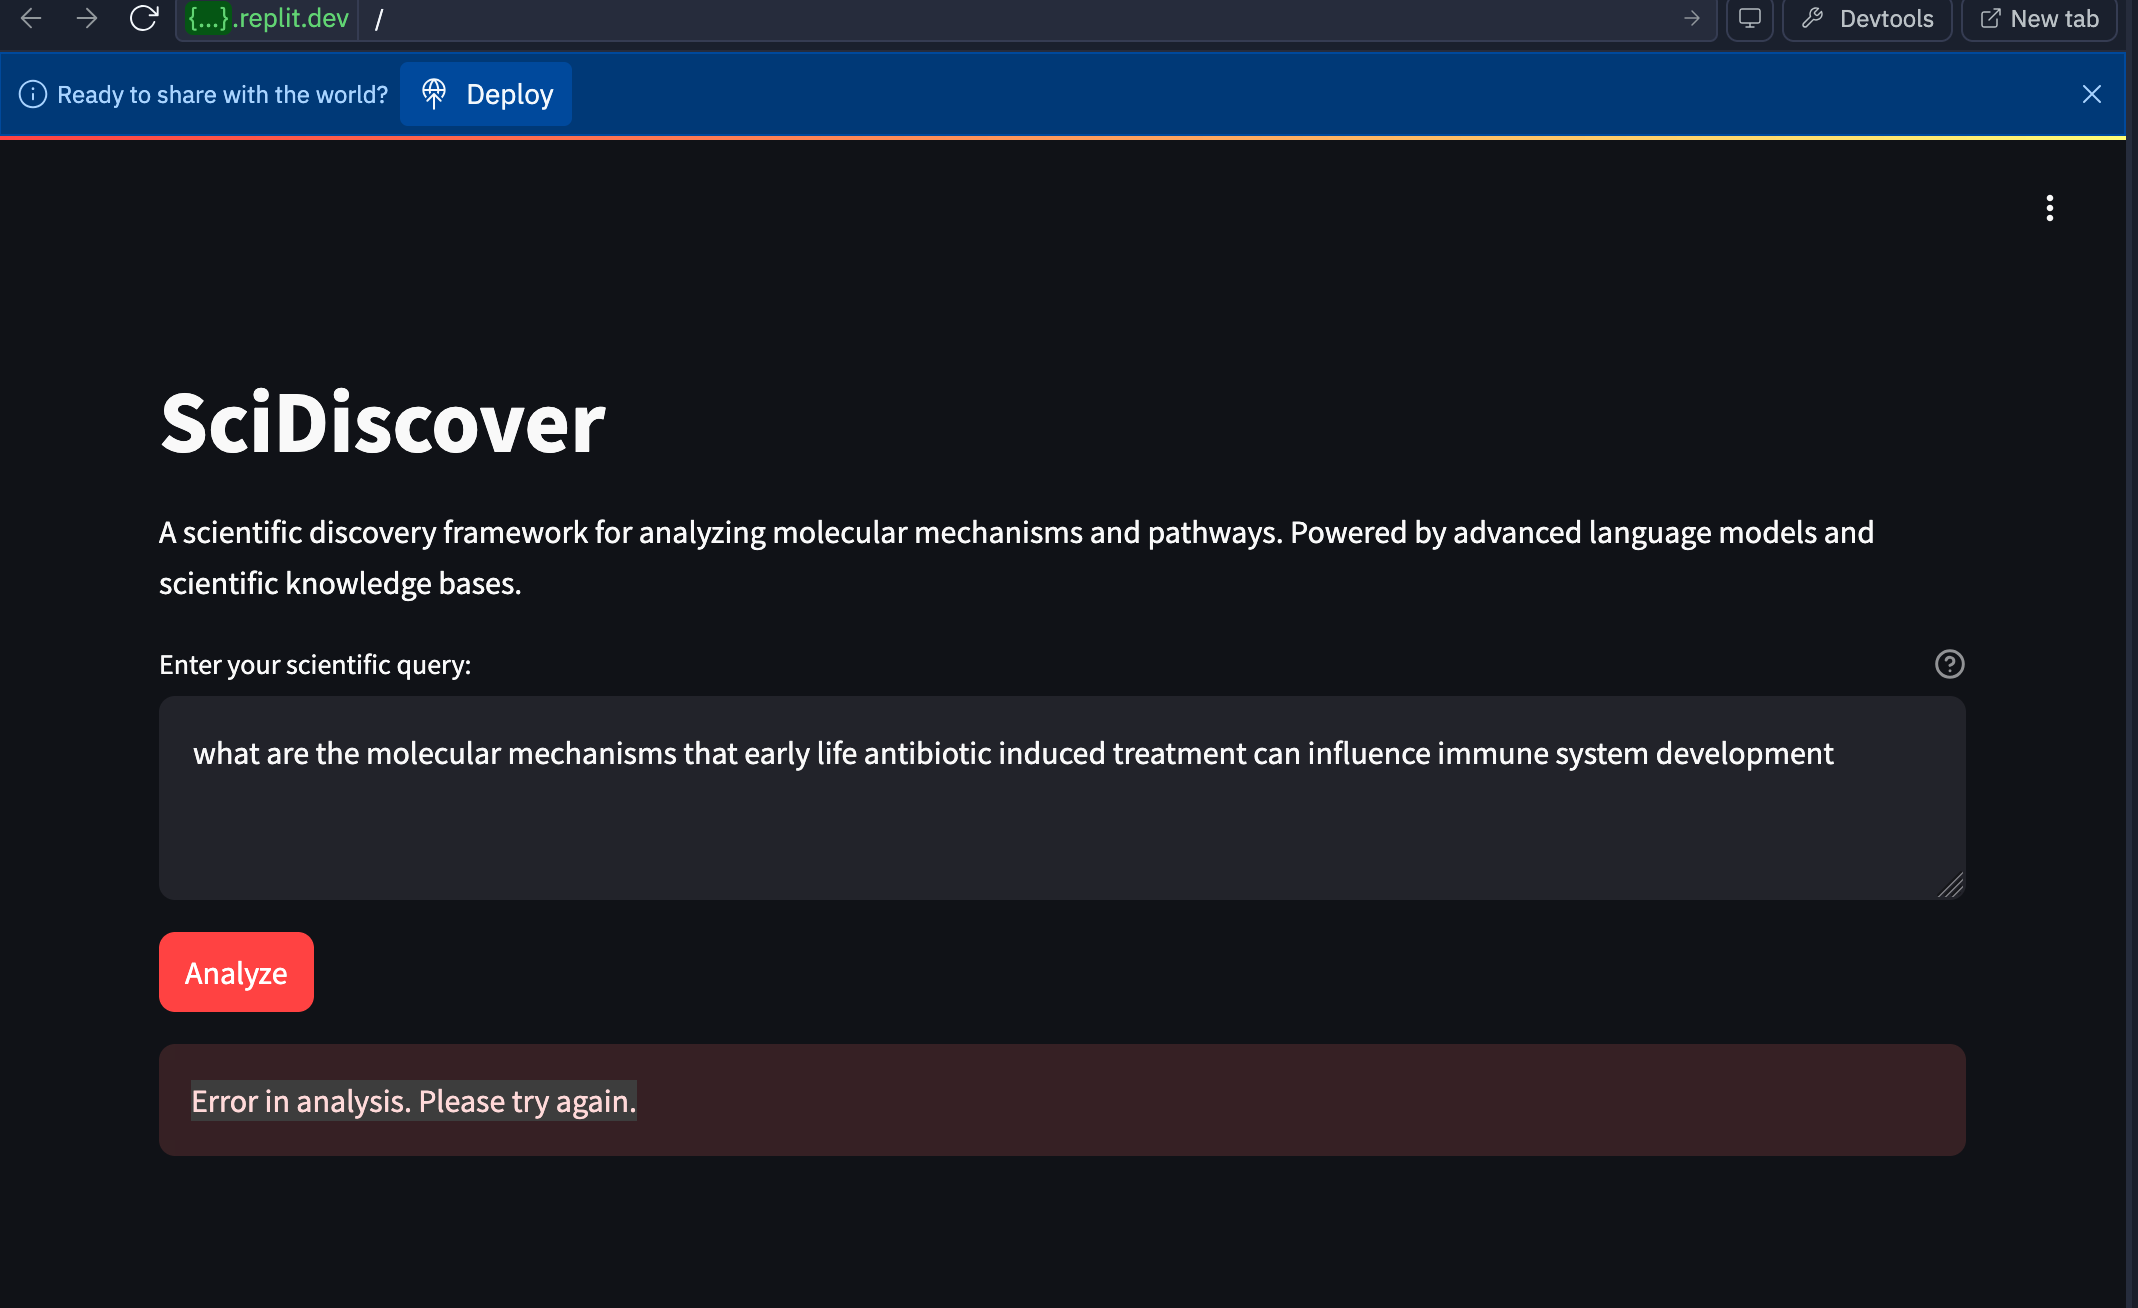 {...}.replit.dev /
Devtools
New tab
Ready to share with the world?
Deploy
SciDiscover
A scientific discovery framework for analyzing molecular mechanisms and pathways. Powered by advanced language models and
scientific knowledge bases.
Enter your scientific query:
what are the molecular mechanisms that early life antibiotic induced treatment can influence immune system development
Analyze
Error in analysis. Please try again.